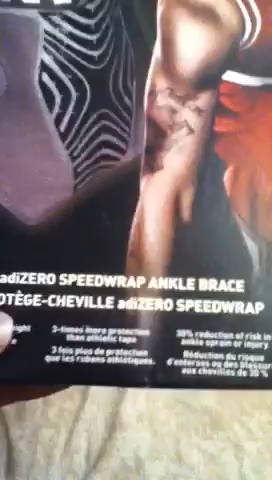 adiZERO SPEEDWRAP ANKLE BRACE
OTÈGE-CHEVILLE adiZERO SPEEDWRAP
ight
3-times more protection
than athletic tape
3 fois plus de protection
que les rubans athlétiques.
30% reduction of risk in
ankle sprain or injury
Réduction du risque
d'entorses ou des blessur
aux chevilles de 30 %